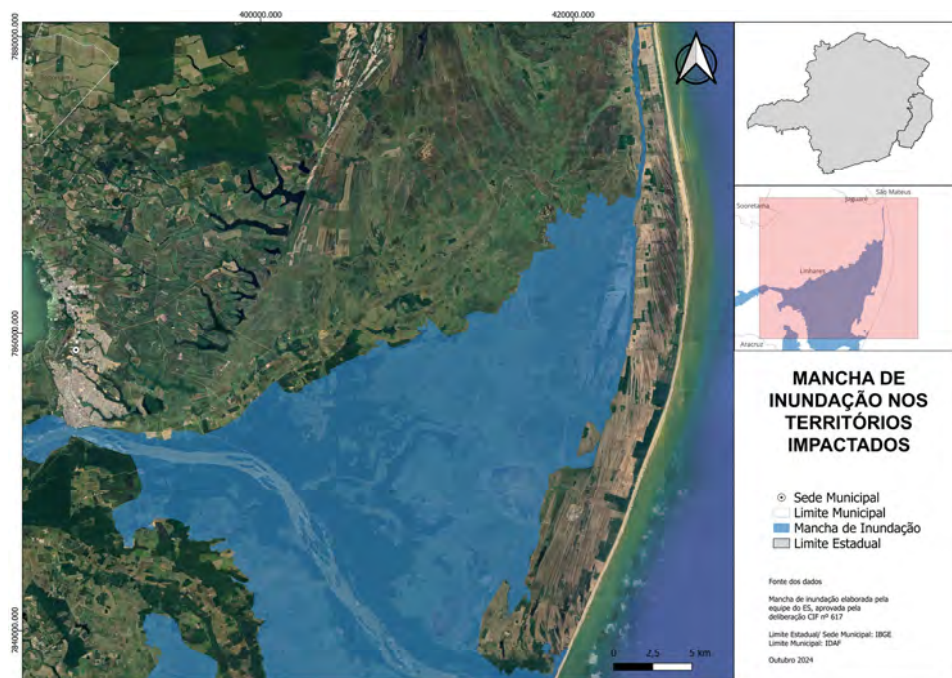 400000.000
420000.000
7880000.000
7860000.000
7840000.000
São Mateus
Jaguaré
Sooretama
Linhares
Aracruz
MANCHA DE
INUNDAÇÃO NOS
TERRITÓRIOS
IMPACTADOS
Sede Municipal
Limite Municipal
Mancha de Inundação
Limite Estadual
Fonte dos dados
Mancha de inundação elaborada pela
equipe do ES, aprovada pela
deliberação CIF nº 617
Limite Estadual/ Sede Municipal: IBGE
Limite Municipal: IDAF
Outubro 2024
0 2,5 5 km